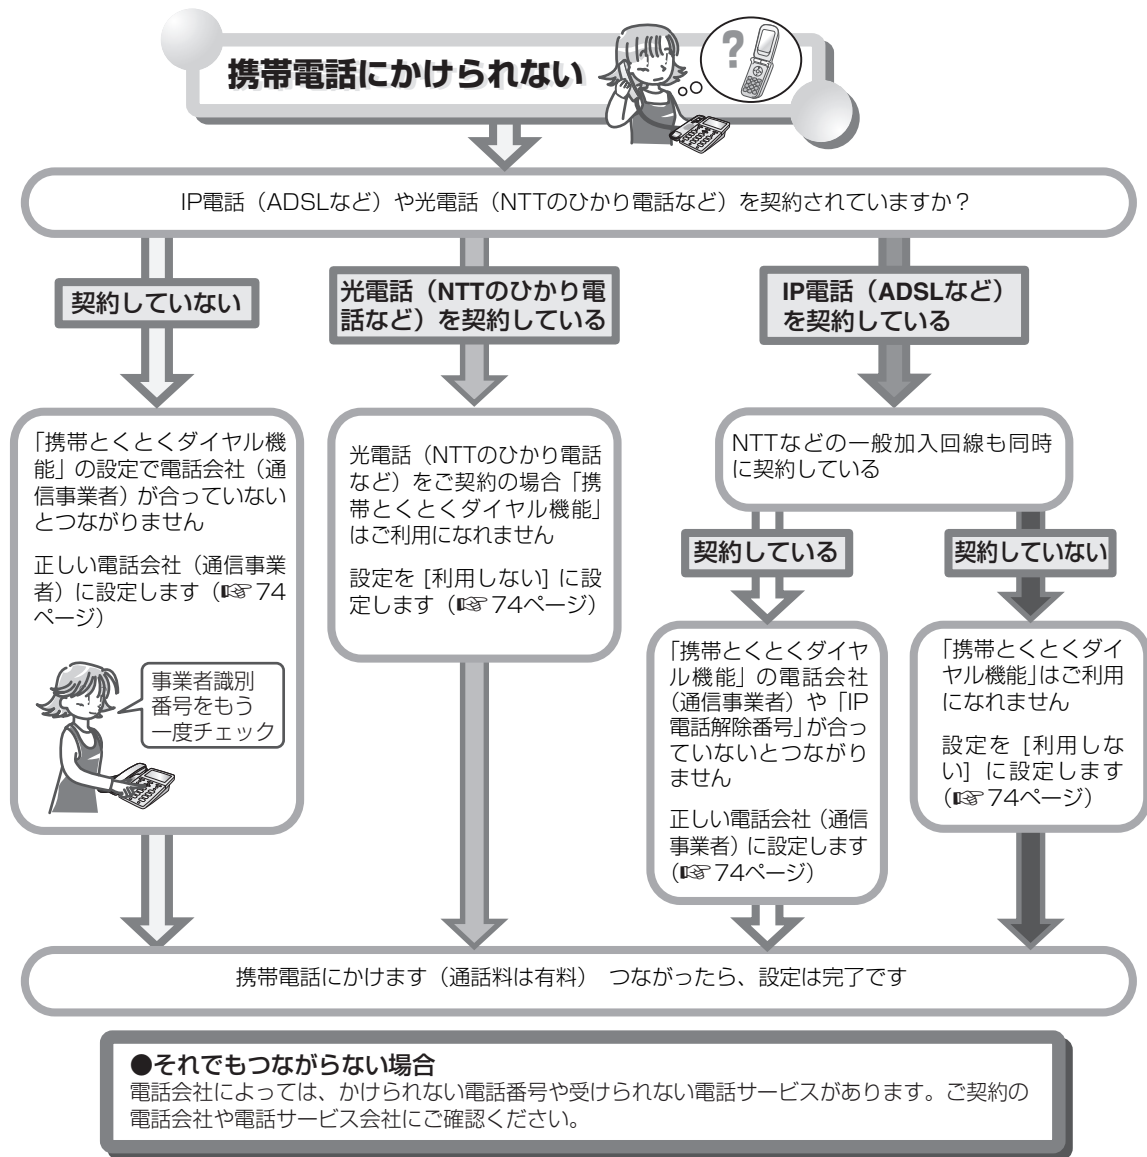 携帯電話にかけられない
?
IP電話（ADSLなど）や光電話（NTTのひかり電話など）を契約されていますか？
契約していない
「携帯とくとくダイヤル機
能」の設定で電話会社（通
信事業者）が合っていない
とつながりません
正しい電話会社（通信事業
者）に設定します（☞74
ページ）
事業者識別
番号をもう
一度チェック
光電話（NTTのひかり電
話など）を契約している
光電話（NTTのひかり電話
など）をご契約の場合「携
帯とくとくダイヤル機能」
はご利用になれません
設定を [利用しない] に設
定します（☞74ページ）
IP電話（ADSLなど）
を契約している
NTTなどの一般加入回線も同時
に契約している
契約している
「携帯とくとくダイヤ
ル機能」の電話会社
（通信事業者）や「IP
電話解除番号」が合っ
ていないとつながり
ません
正しい電話会社（通信
事業者）に設定します
（☞74ページ）
契約していない
「携帯とくとくダイ
ヤル機能」はご利用
になれません
設定を [利用しな
い] に設定します
（☞74ページ）
携帯電話にかけます（通話料は有料）　つながったら、設定は完了です
●それでもつながらない場合
電話会社によっては、かけられない電話番号や受けられない電話サービスがあります。ご契約の
電話会社や電話サービス会社にご確認ください。